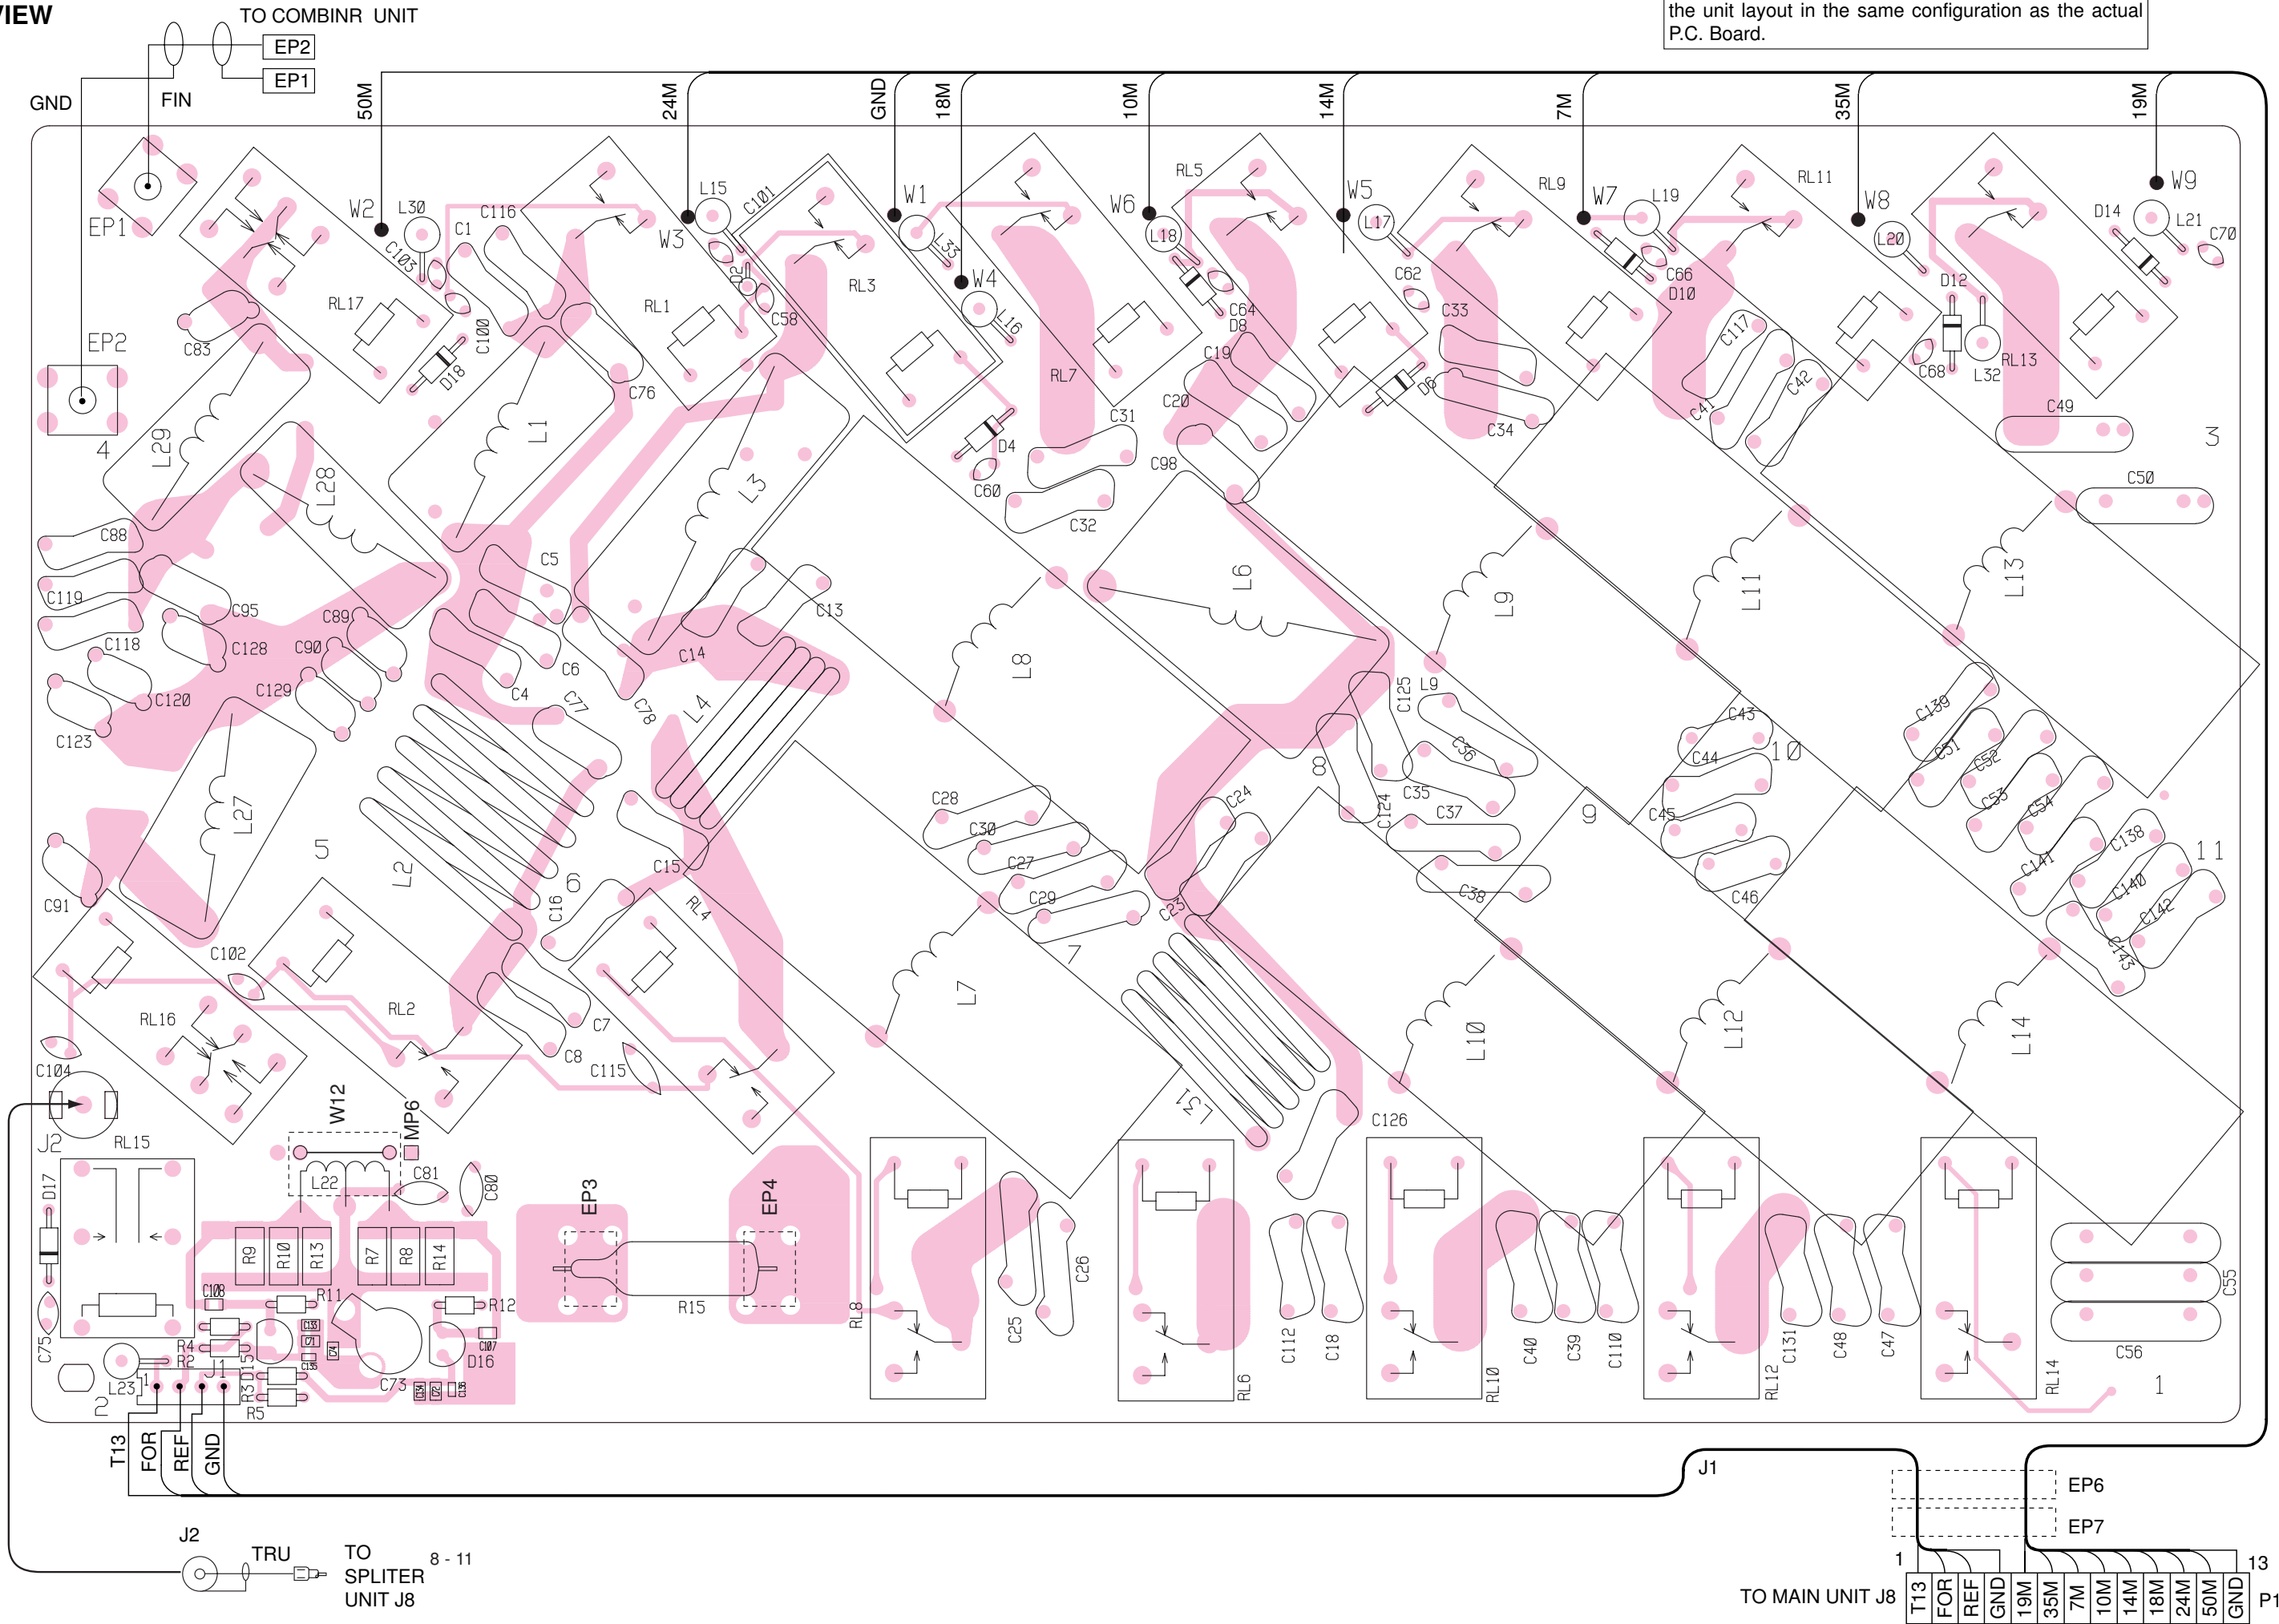 VIEW
TO COMBINR UNIT
EP2
EP1
the unit layout in the same configuration as the actual
P.C. Board.
GND
FIN
50M
24M
GND
18M
10M
14M
7M
35M
19M
EP1
W2
L30
C1
C116
C103
RL17
C100
D18
C83
EP2
4
L29
L28
L1
C76
W3
L15
C101
D2
C58
RL1
RL3
W1
L33
W4
L16
D4
C60
RL7
C31
C32
W6
L18
RL5
C64
D8
C19
C20
C98
W5
L17
C62
C33
D6
C34
RL9
W7
L19
C66
D10
C117
C41
C42
RL11
W8
L20
D12
C68
L32
RL13
C49
C50
D14
W9
L21
C70
3
C88
C119
C118
C95
C128
C120
C123
C89
C90
C129
C5
C6
C4
C77
C78
L3
C14
C13
L4
L8
L6
L9
L11
L13
C125
L9
C36
C35
C124
C37
C38
8
9
C43
C44
10
C45
C46
C139
C51
C52
C53
C54
C141
C138
C140
C142
C143
11
L27
5
L2
C91
C15
C16
6
RL4
C28
C30
C27
C29
C24
C23
7
L7
L10
L12
L14
C102
RL16
RL2
C7
C8
C115
C104
J2
RL15
W12
MP6
L22
C81
C80
L31
C126
D17
R9
R10
R13
R7
R8
R14
EP3
EP4
R15
RL8
C25
C26
RL6
C112
C18
RL10
C40
C39
C110
RL12
C131
C48
C47
RL14
C55
C56
1
C75
C108
R11
R12
R4
R2
J1
D15
C73
D16
C107
L23
1
R3
R5
2
T13
FOR
REF
GND
J1
EP6
EP7
J2
TRU
TO
SPLITER
UNIT J8
8 - 11
1
13
TO MAIN UNIT J8
T13
FOR
REF
GND
19M
35M
7M
10M
14M
18M
24M
50M
GND
P1